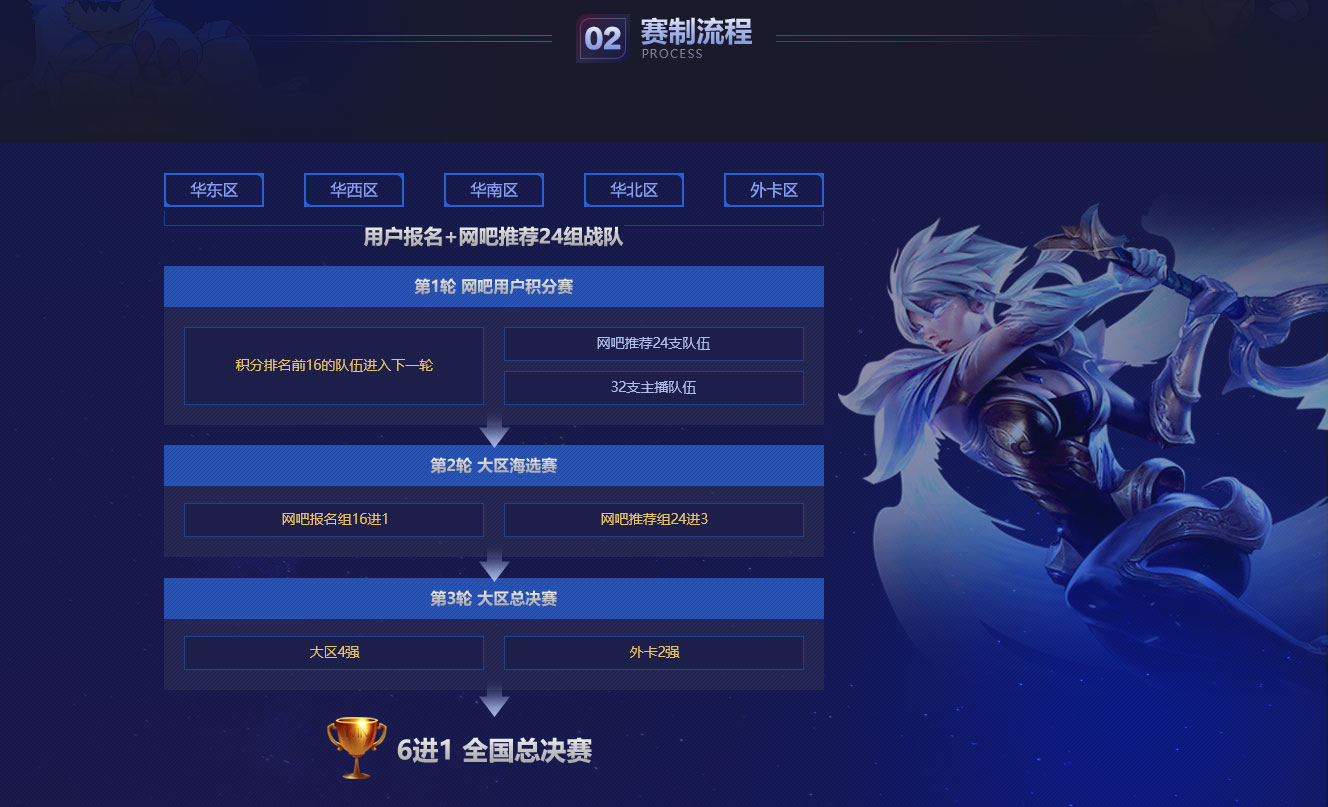 02
赛制流程
PROCESS
华东区
华西区
华南区
华北区
外卡区
用户报名+网吧推荐24组战队
第1轮 网吧用户积分赛
积分排名前16的队伍进入下一轮
网吧推荐24支队伍
32支主播队伍
第2轮 大区海选赛
网吧报名组16进1
网吧推荐组24进3
第3轮 大区总决赛
大区4强
外卡2强
6进1 全国总决赛